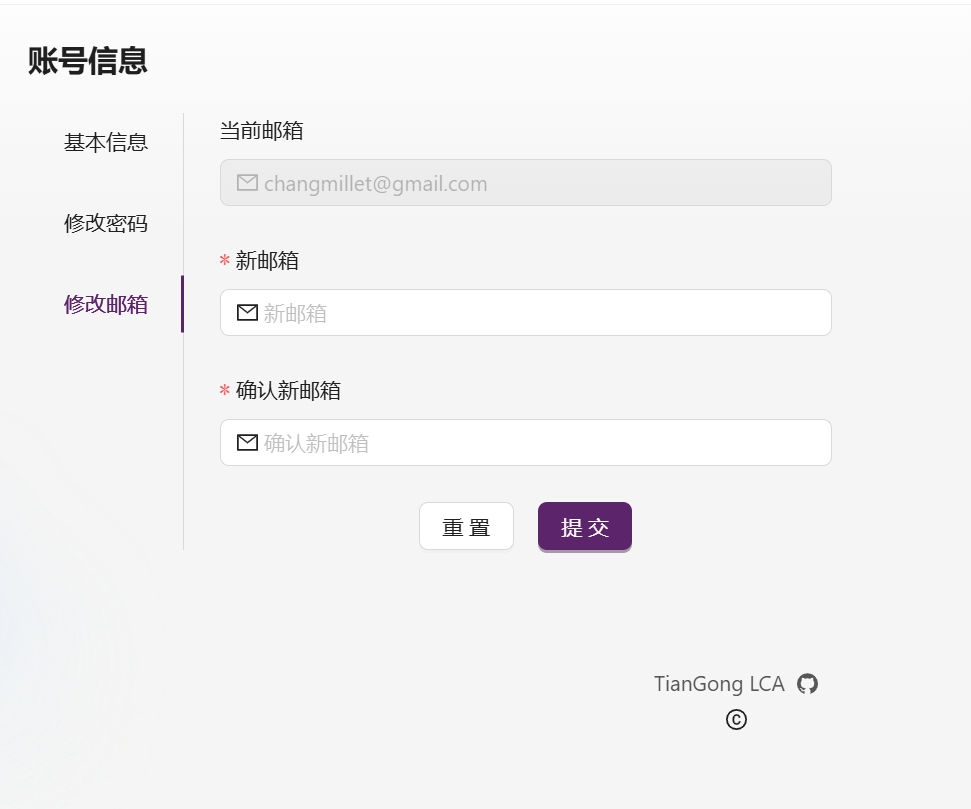 账号信息
基本信息
修改密码
修改邮箱
当前邮箱
changmillet@gmail.com
* 新邮箱
新邮箱
* 确认新邮箱
确认新邮箱
重置
提交
TianGong LCA
©